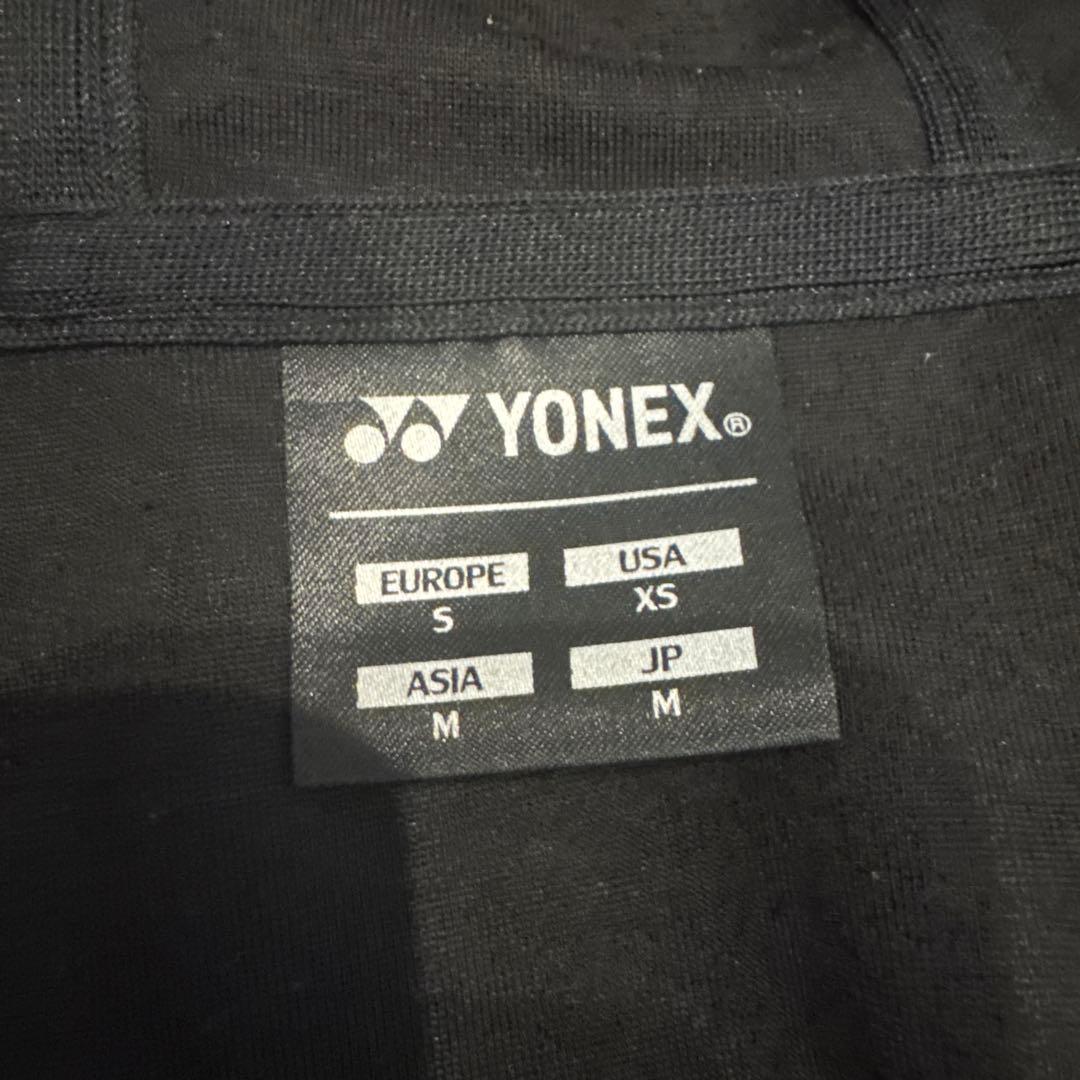 YONEX®
EUROPE USA
S XS
ASIA JP
M M